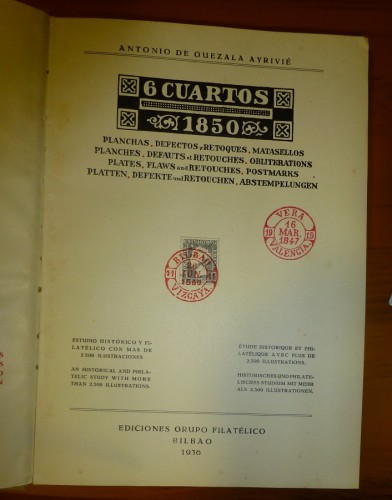 ANTONIO DE GUEZALA AYRIVIÉ
6 CUARTOS
1850
PLANCHAS, DEFECTOS y RETOQUES, MATASELLOS
PLANCHES, DEFAUTS et RETOUCHES, OBLITERATIONS
PLATES, FLAWS and RETOUCHES, POSTMARKS
PLATTEN, DEFEKTE und RETOUCHEN, ABSTEMPELUNGEN
VERA
16
19 MAR. 19
1847
VALENCIA.
BILBAO
JUN.
VIZCAYA
ESTUDIO HISTÓRICO Y FI-
LATÉLICO CON MAS DE
2.500 ILUSTRACIONES
AN HISTORICAL AND PHILA-
TELIC STUDY WITH MORE
THAN 2.500 ILLUSTRATIONS.
ÉTUDE HISTORIQUE ET PHI-
LATÉLIQUE AVEC PLUS DE
2.500 ILLUSTRATIONS.
HISTORISCHES UND PHILATE-
LISCHES STUDIUM MIT MEHR
ALS 2.500 ILLUSTRATIONEN.
EDICIONES GRUPO FILATÉLICO
BILBAO
1936